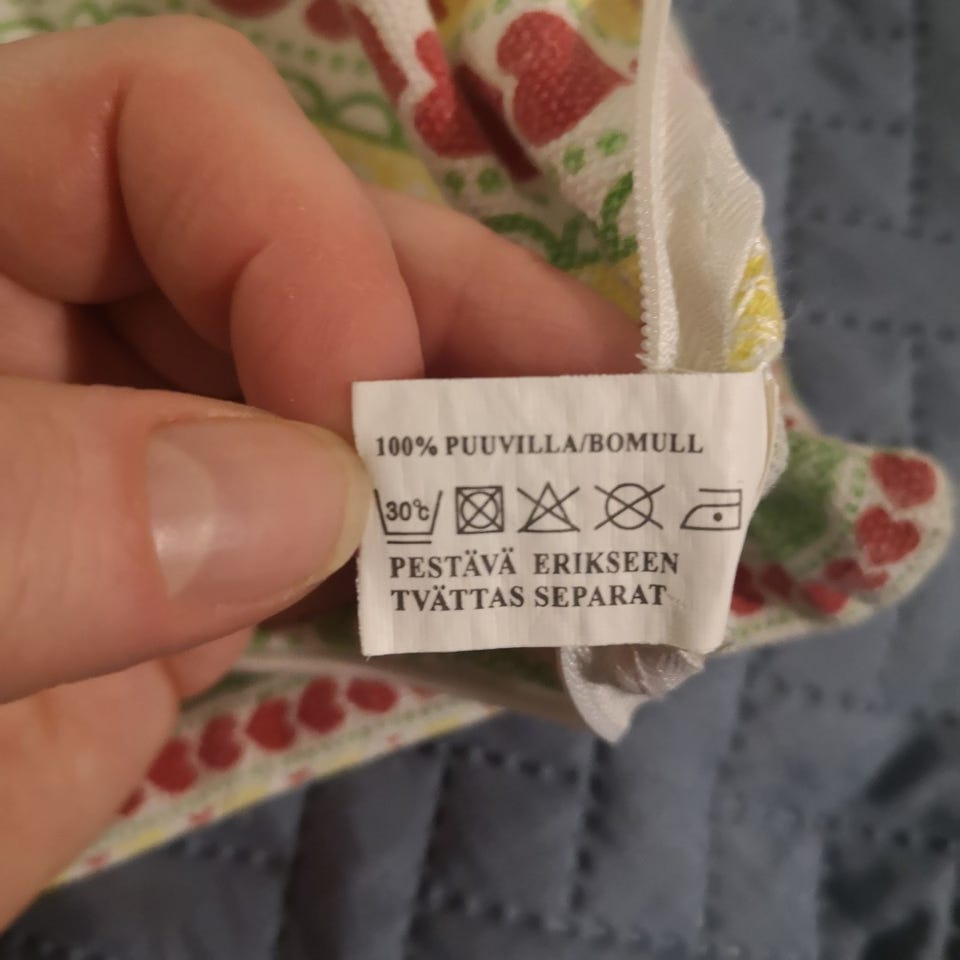 100% PUUVILLA/BOMULL
30°C
PESTÄVÄ ERIKSEEN
TVÄTTAS SEPARAT